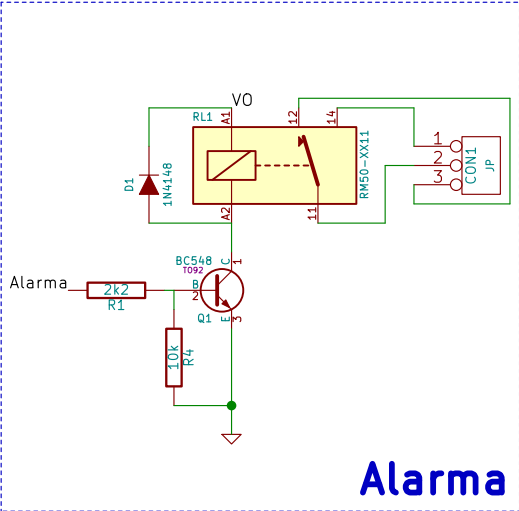 VO
RL1
A1
12
14
RM50-XX11
A2
11
1
2
3
CON1
JP
D1
1N4148
BC548
TO92
C
1
B
2
E
3
Q1
Alarma
2k2
R1
10k
R4
Alarma